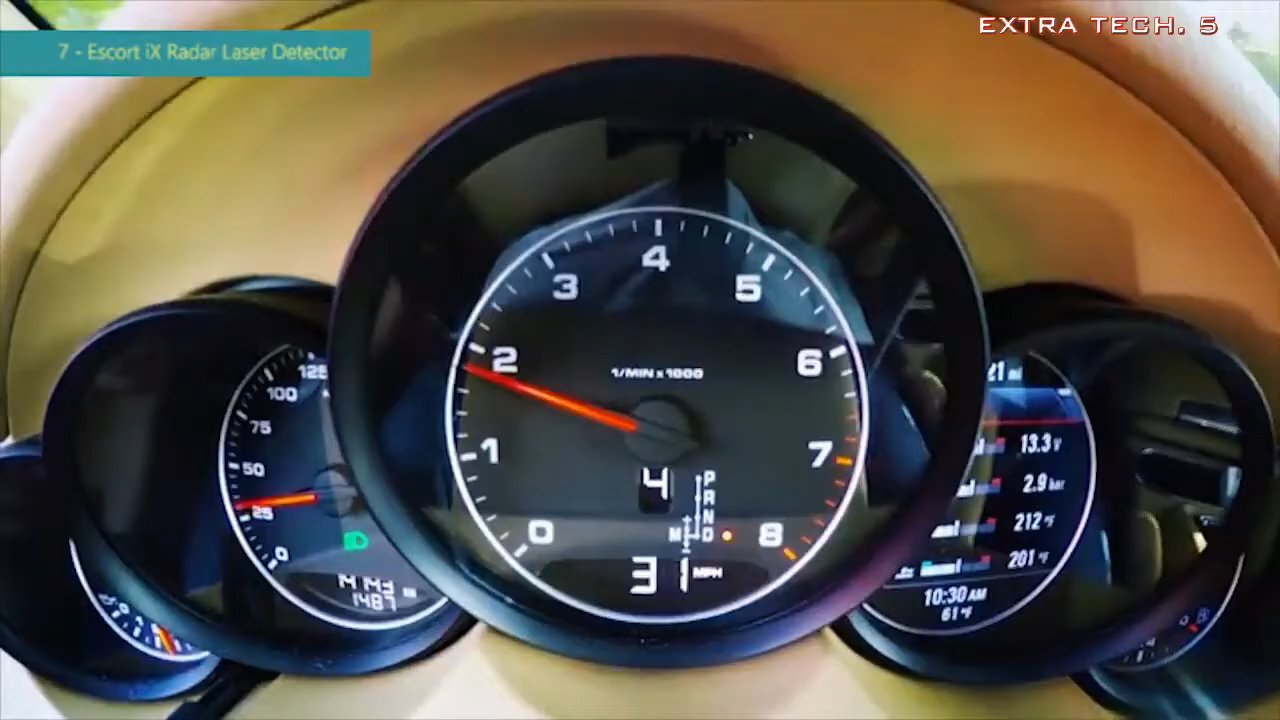 7 - Escort iX Radar Laser Detector
EXTRA TECH. 5
4
3
5
2
6
1/MIN x 1000
1
7
0
8
4
P
R
N
M D
31 MPH
125
100
75
50
25
0
1487
21 mi
13.3 V
2.9 bar
212 °F
201 °F
10:30 AM
61 °F